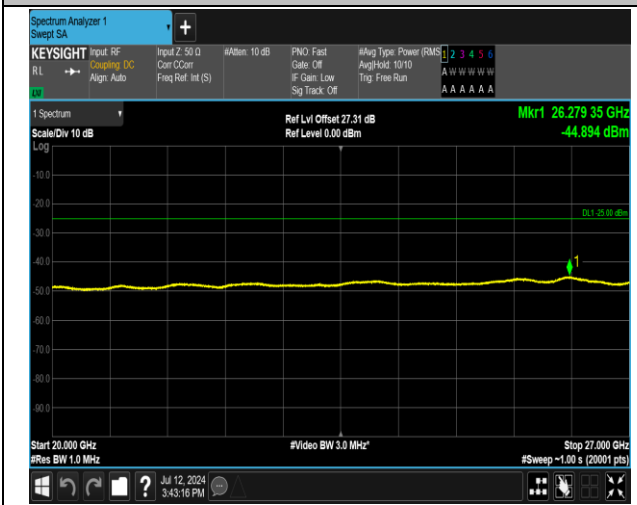 Spectrum Analyzer 1
Swept SA
+
KEYSIGHT
RL
LXI
Input: RF
Coupling: DC
Align: Auto
Input Z: 50 Ω
Corr CCorr
Freq Ref: Int (S)
#Atten: 10 dB
PNO: Fast
Gate: Off
IF Gain: Low
Sig Track: Off
#Avg Type: Power (RMS
Avg|Hold: 10/10
Trig: Free Run
1 2 3 4 5 6
A W W W W W
A A A A A A
1 Spectrum
Scale/Div 10 dB
Log
Ref Lvl Offset 27.31 dB
Ref Level 0.00 dBm
Mkr1 26.279 35 GHz
-44.894 dBm
-10.0
-20.0
DL1 -25.00 dBm
-30.0
-40.0
1
-50.0
-60.0
-70.0
-80.0
-90.0
Start 20.000 GHz
#Video BW 3.0 MHz*
Stop 27.000 GHz
#Res BW 1.0 MHz
#Sweep ~1.00 s (20001 pts)
?
Jul 12, 2024
3:43:16 PM